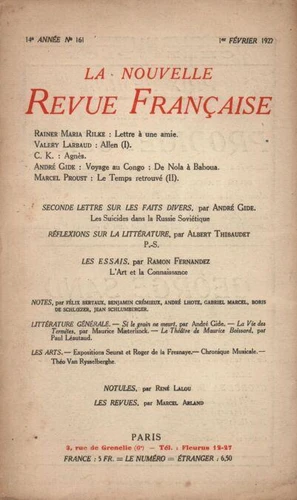 14e ANNÉE No 161 1er FÉVRIER 1927
LA NOUVELLE
REVUE FRANÇAISE
RAINER MARIA RILKE : Lettre à une amie.
VALERY LARBAUD : Allen (I).
C. K. : Agnès.
ANDRÉ GIDE : Voyage au Congo : De Nola à Bahoua.
MARCEL PROUST : Le Temps retrouvé (II).
SECONDE LETTRE SUR LES FAITS DIVERS, par ANDRÉ GIDE.
Les Suicides dans la Russie Soviétique
RÉFLEXIONS SUR LA LITTÉRATURE, par ALBERT THIBAUDET
P.-S.
LES ESSAIS, par RAMON FERNANDEZ
L'Art et la Connaissance
NOTES, par FÉLIX BERTAUX, BENJAMIN CRÉMIEUX, ANDRÉ LHOTE, GABRIEL MARCEL, BORIS
DE SCHLŒZER, JEAN SCHLUMBERGER.
LITTÉRATURE GÉNÉRALE. — Si le grain ne meurt, par André Gide. — La Vie des
Termites, par Maurice Mæterlinck. — Le Théâtre de Maurice Boissard, par
Paul Léautaud.
LES ARTS. — Expositions Seurat et Roger de la Fresnaye. — Chronique Musicale. —
Théo Van Rysselberghe.
NOTULES, par RENÉ LALOU
LES REVUES, par MARCEL ARLAND
PARIS
3, rue de Grenelle (6e) — Tél. : Fleurus 12-27
FRANCE : 5 FR. = LE NUMÉRO = ÉTRANGER : 6,50